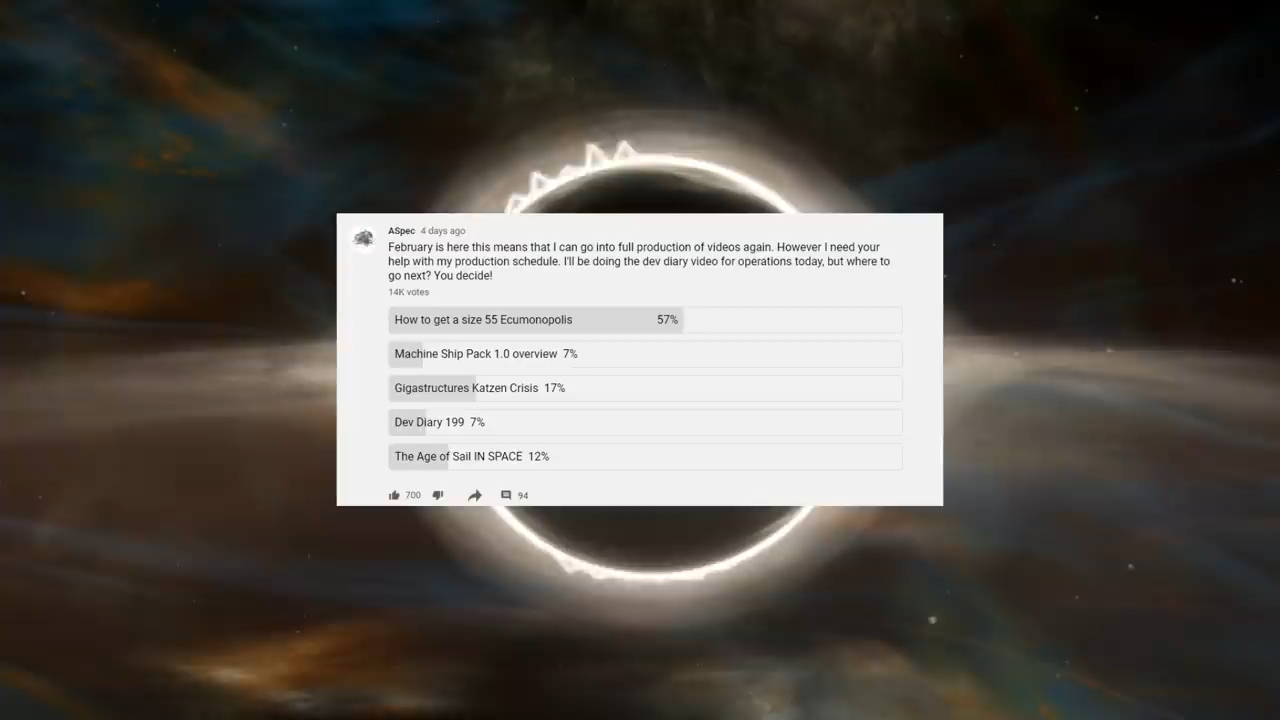 ASpec 4 days ago
February is here this means that I can go into full production of videos again. However I need your
help with my production schedule. I'll be doing the dev diary video for operations today, but where to
go next? You decide!
14K votes
How to get a size 55 Ecumonopolis 57%
Machine Ship Pack 1.0 overview 7%
Gigastructures Katzen Crisis 17%
Dev Diary 199 7%
The Age of Sail IN SPACE 12%
700 94